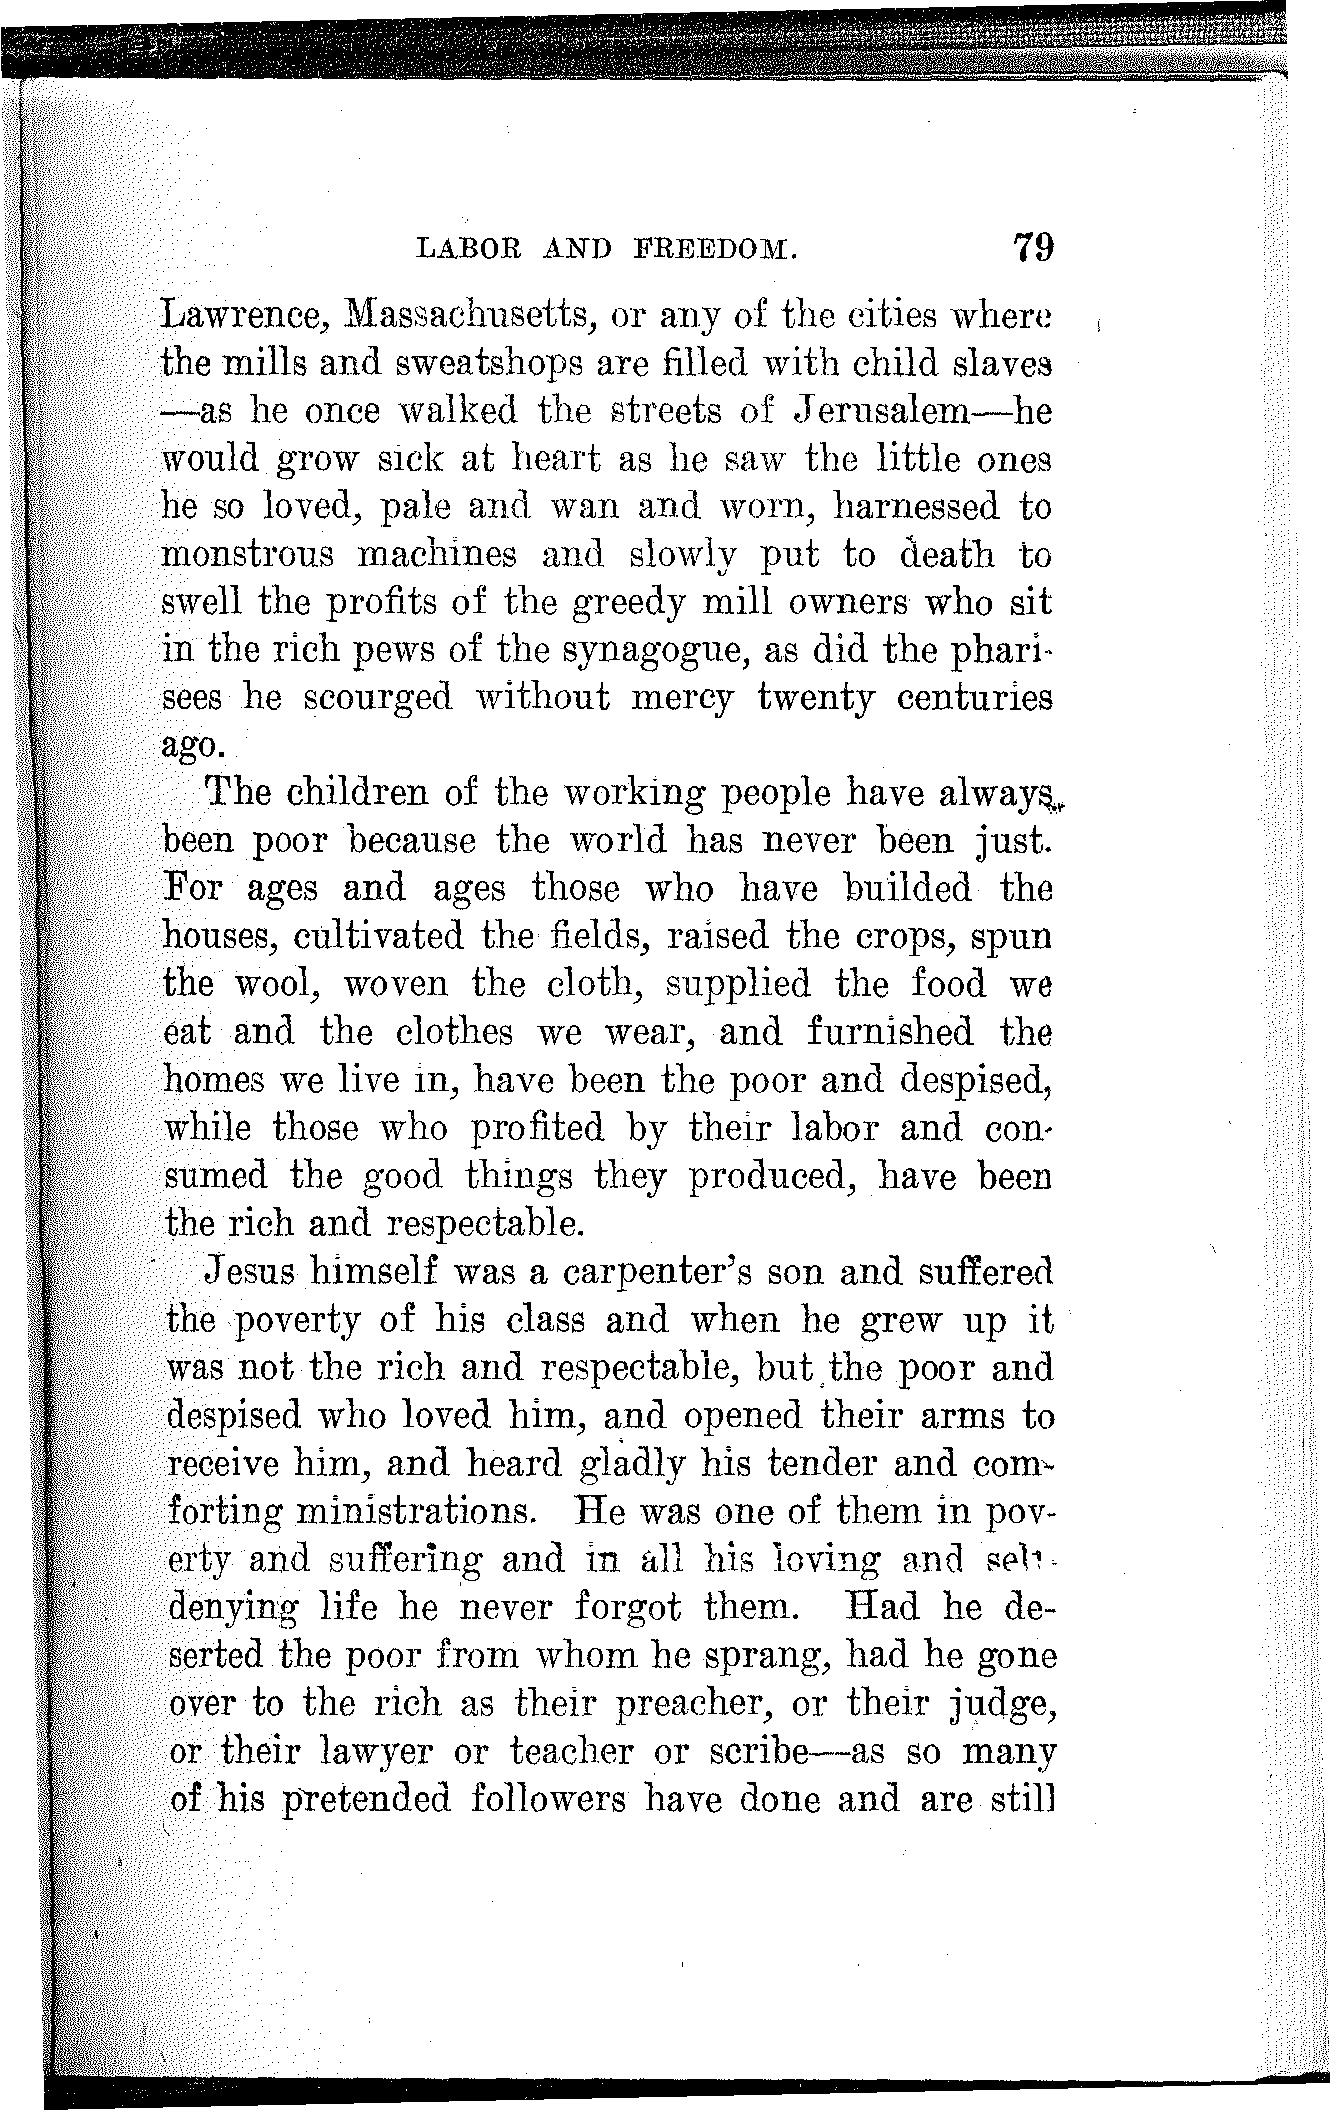 LABOR AND FREEDOM. 79
Lawrence, Massachusetts, or any of the cities where
the mills and sweatshops are filled with child slaves
—as he once walked the streets of Jerusalem—he
would grow sick at heart as he saw the little ones
he so loved, pale and wan and worn, harnessed to
monstrous machines and slowly put to death to
swell the profits of the greedy mill owners who sit
in the rich pews of the synagogue, as did the phari-
sees he scourged without mercy twenty centuries
ago.
The children of the working people have always
been poor because the world has never been just.
For ages and ages those who have builded the
houses, cultivated the fields, raised the crops, spun
the wool, woven the cloth, supplied the food we
eat and the clothes we wear, and furnished the
homes we live in, have been the poor and despised,
while those who profited by their labor and con-
sumed the good things they produced, have been
the rich and respectable.
Jesus himself was a carpenter's son and suffered
the poverty of his class and when he grew up it
was not the rich and respectable, but the poor and
despised who loved him, and opened their arms to
receive him, and heard gladly his tender and com-
forting ministrations. He was one of them in pov-
erty and suffering and in all his loving and self-
denying life he never forgot them. Had he de-
serted the poor from whom he sprang, had he gone
over to the rich as their preacher, or their judge,
or their lawyer or teacher or scribe—as so many
of his pretended followers have done and are still